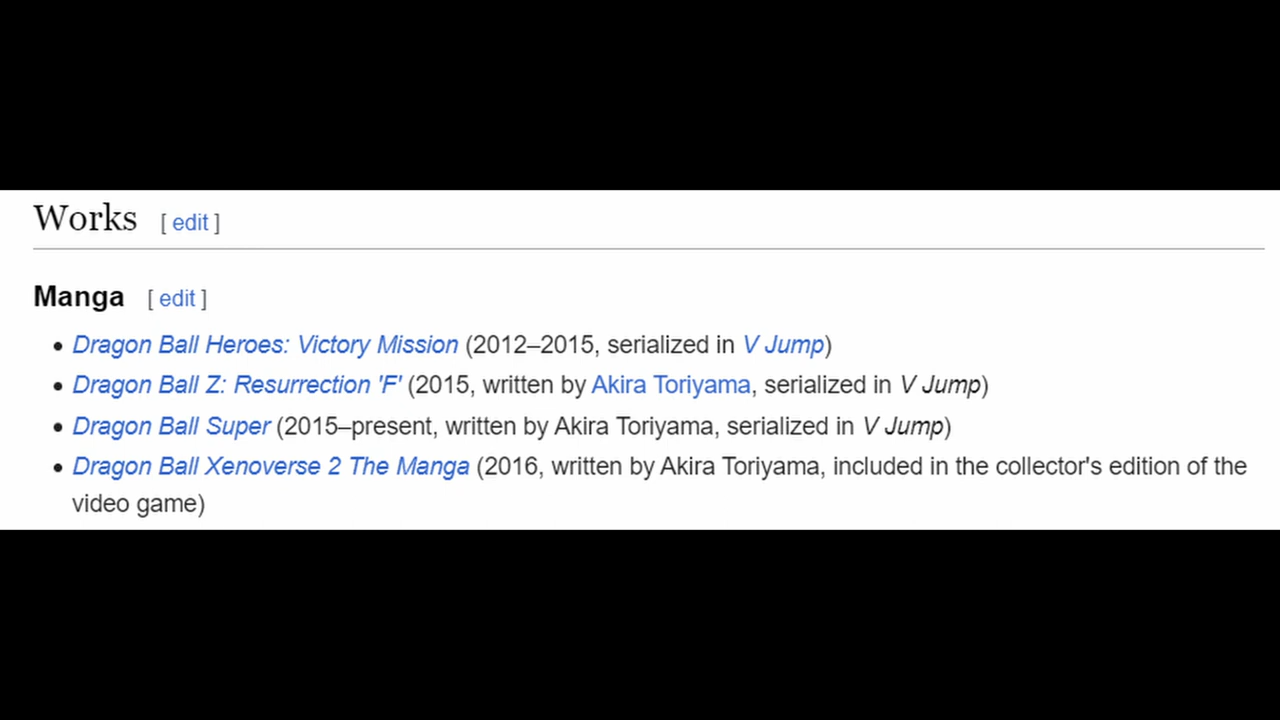 Works [ edit ]
Manga [ edit ]
• Dragon Ball Heroes: Victory Mission (2012–2015, serialized in V Jump)
• Dragon Ball Z: Resurrection 'F' (2015, written by Akira Toriyama, serialized in V Jump)
• Dragon Ball Super (2015–present, written by Akira Toriyama, serialized in V Jump)
• Dragon Ball Xenoverse 2 The Manga (2016, written by Akira Toriyama, included in the collector's edition of the
video game)